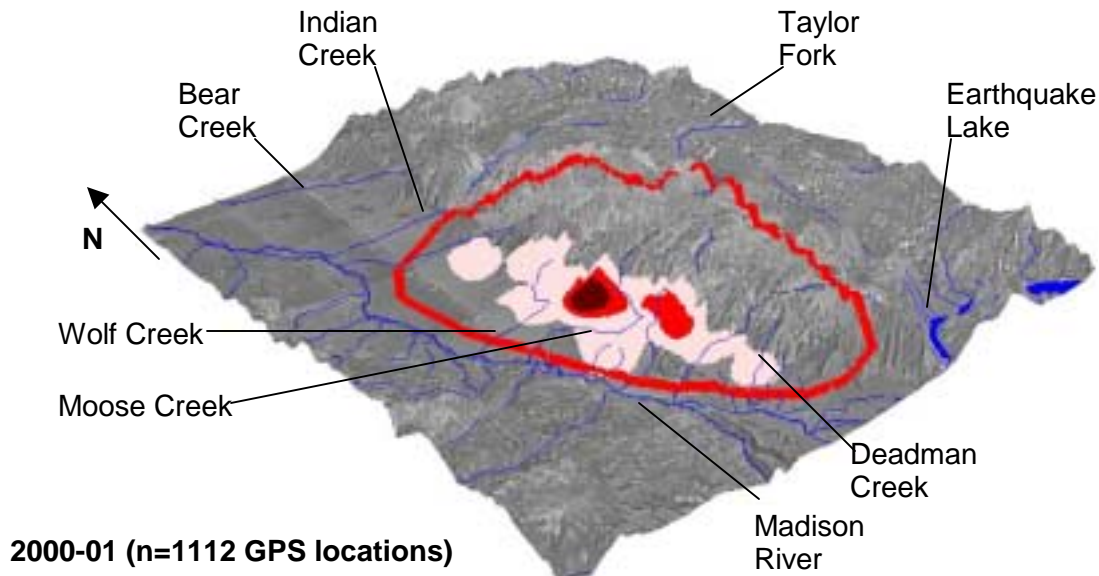 Indian
Creek
Taylor
Fork
Bear
Creek
Earthquake
Lake
N
Wolf Creek
Moose Creek
Deadman
Creek
Madison
River
2000-01 (n=1112 GPS locations)